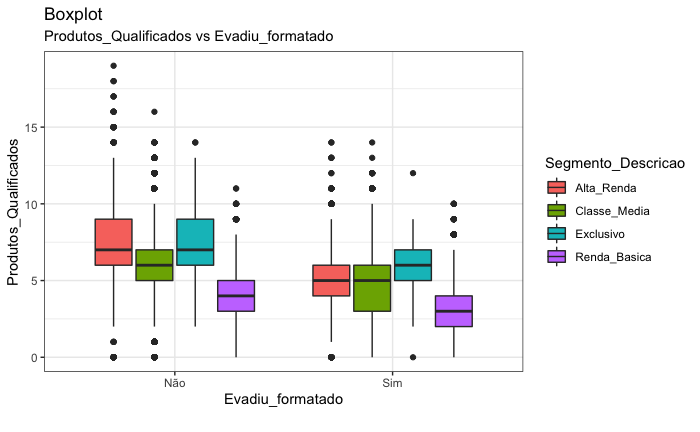 Boxplot
Produtos_Qualificados vs Evadiu_formatado
Produtos_Qualificados
15
10
5
0
Não
Sim
Evadiu_formatado
Segmento_Descricao
Alta_Renda
Classe_Media
Exclusivo
Renda_Basica